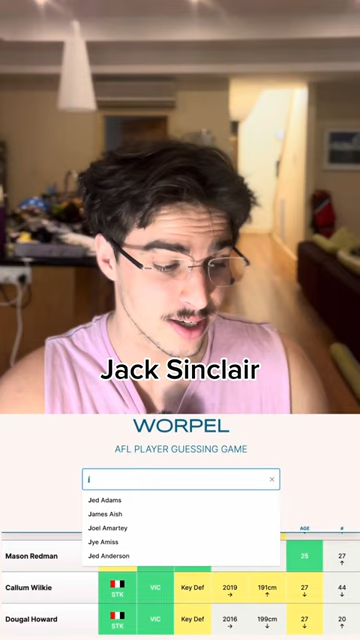 Jack Sinclair
WORPEL
AFL PLAYER GUESSING GAME
j ×
Jed Adams
James Aish
Joel Amartey
Jye Amiss
Jed Anderson
AGE #
Mason Redman 35 27 ↑
Callum Wilkie STK VIC Key Def 2019 → 191cm → 27 ↓ 44 ↓
Dougal Howard STK VIC Key Def 2016 → 199cm ↓ 27 ↓ 20 ↑